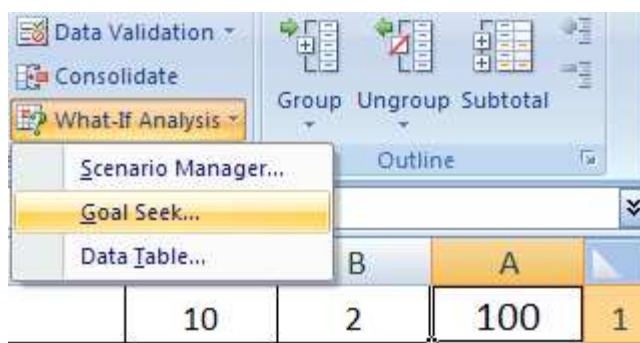 Data Validation
Consolidate
What-If Analysis
Group Ungroup Subtotal
Outline
Scenario Manager...
Goal Seek...
Data Table...
B A
10 2 100 1